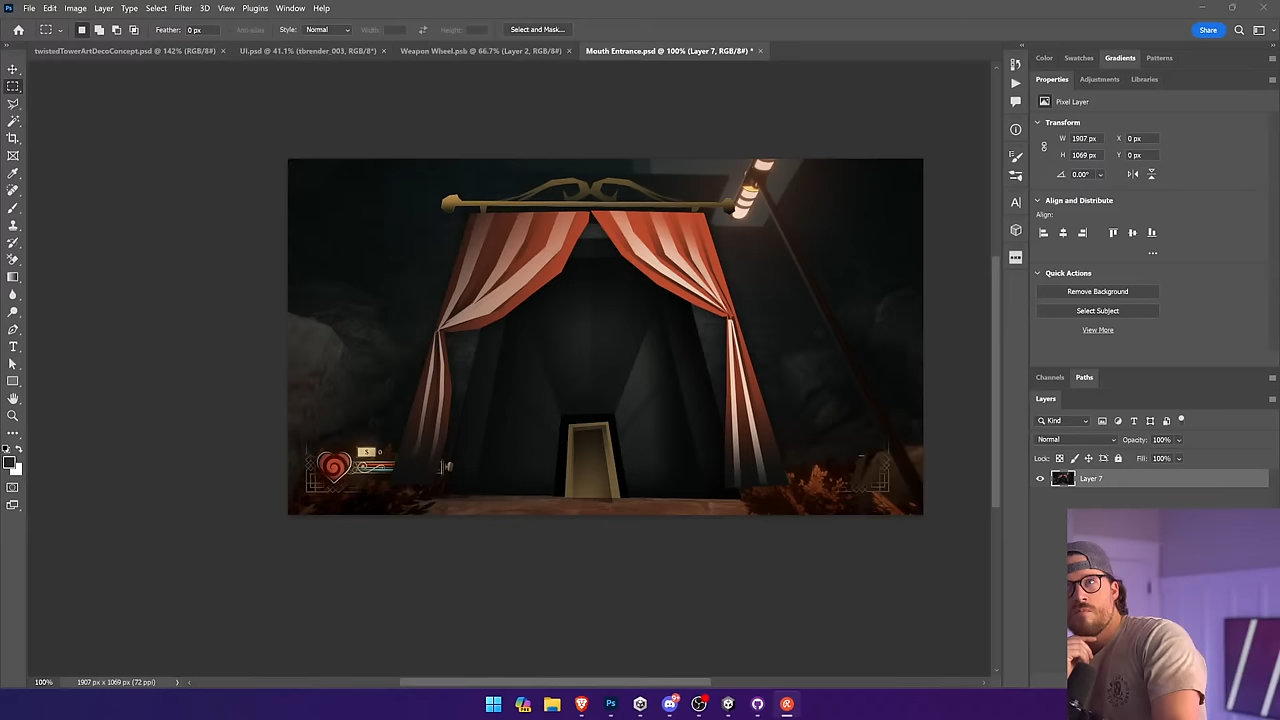 File Edit Image Layer Type Select Filter 3D View Plugins Window Help
Feather: 0 px Anti-alias Style: Normal Width: Height: Select and Mask... Share
twistedTowerArtDecoConcept.psd @ 142% (RGB/8#) × UI.psd @ 41.1% (tbrender_003, RGB/8*) × Weapon Wheel.psb @ 66.7% (Layer 2, RGB/8#) × Mouth Entrance.psd @ 100% (Layer 7, RGB/8#) * ×
Color Swatches Gradients Patterns
Properties Adjustments Libraries
Pixel Layer
Transform
W 1907 px X 0 px
H 1069 px Y 0 px
0.00°
Align and Distribute
Align:
Quick Actions
Remove Background
Select Subject
View More
Channels Paths
Layers
Kind
Normal Opacity: 100%
Lock: Fill: 100%
Layer 7
$ 0
100% 1907 px x 1069 px (72 ppi)